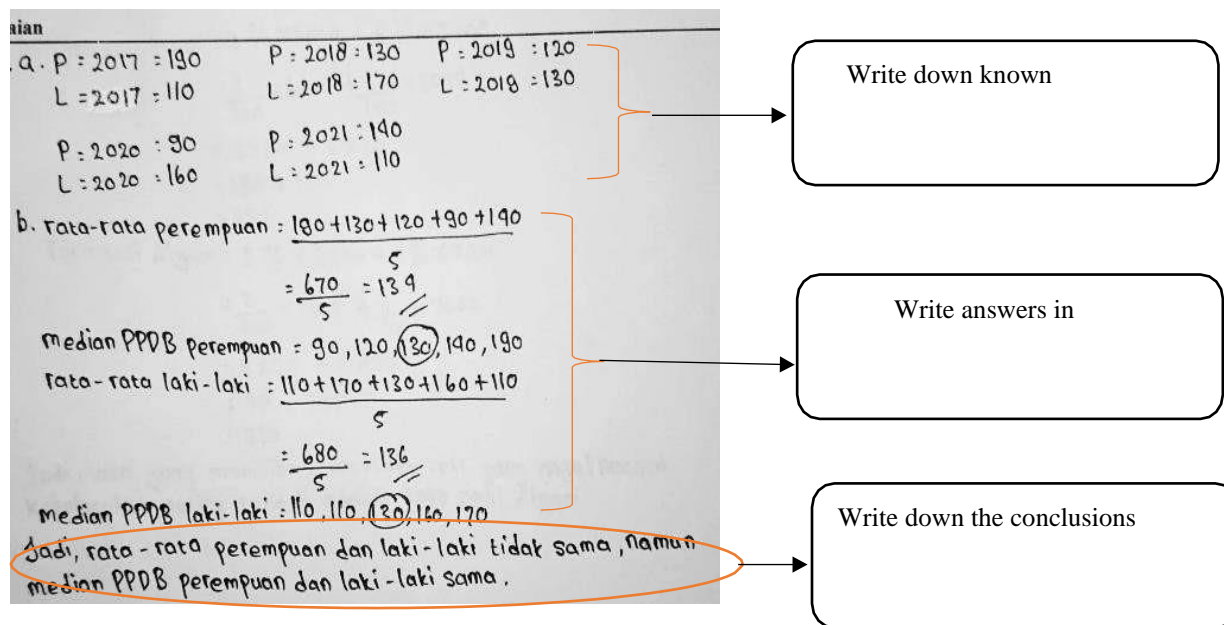 aian
.a. P = 2017 = 190 P = 2018 : 130 P : 2019 : 120
L = 2017 : 110 L : 2018 : 170 L : 2019 : 130
Write down known
P : 2020 : 90 P : 2021 : 140
L : 2020 : 160 L : 2021 : 110
b. rata-rata perempuan = 190+130+120+90+140
5
= 670 = 134
5
Write answers in
median PPDB perempuan = 90, 120, 130, 140, 190
rata-rata laki-laki = 110+170+130+160+110
5
= 680 = 136
5
median PPDB laki-laki : 110, 110, 130, 160, 170
Write down the conclusions
Jadi, rata-rata perempuan dan laki-laki tidak sama, namun
median PPDB perempuan dan laki-laki sama.